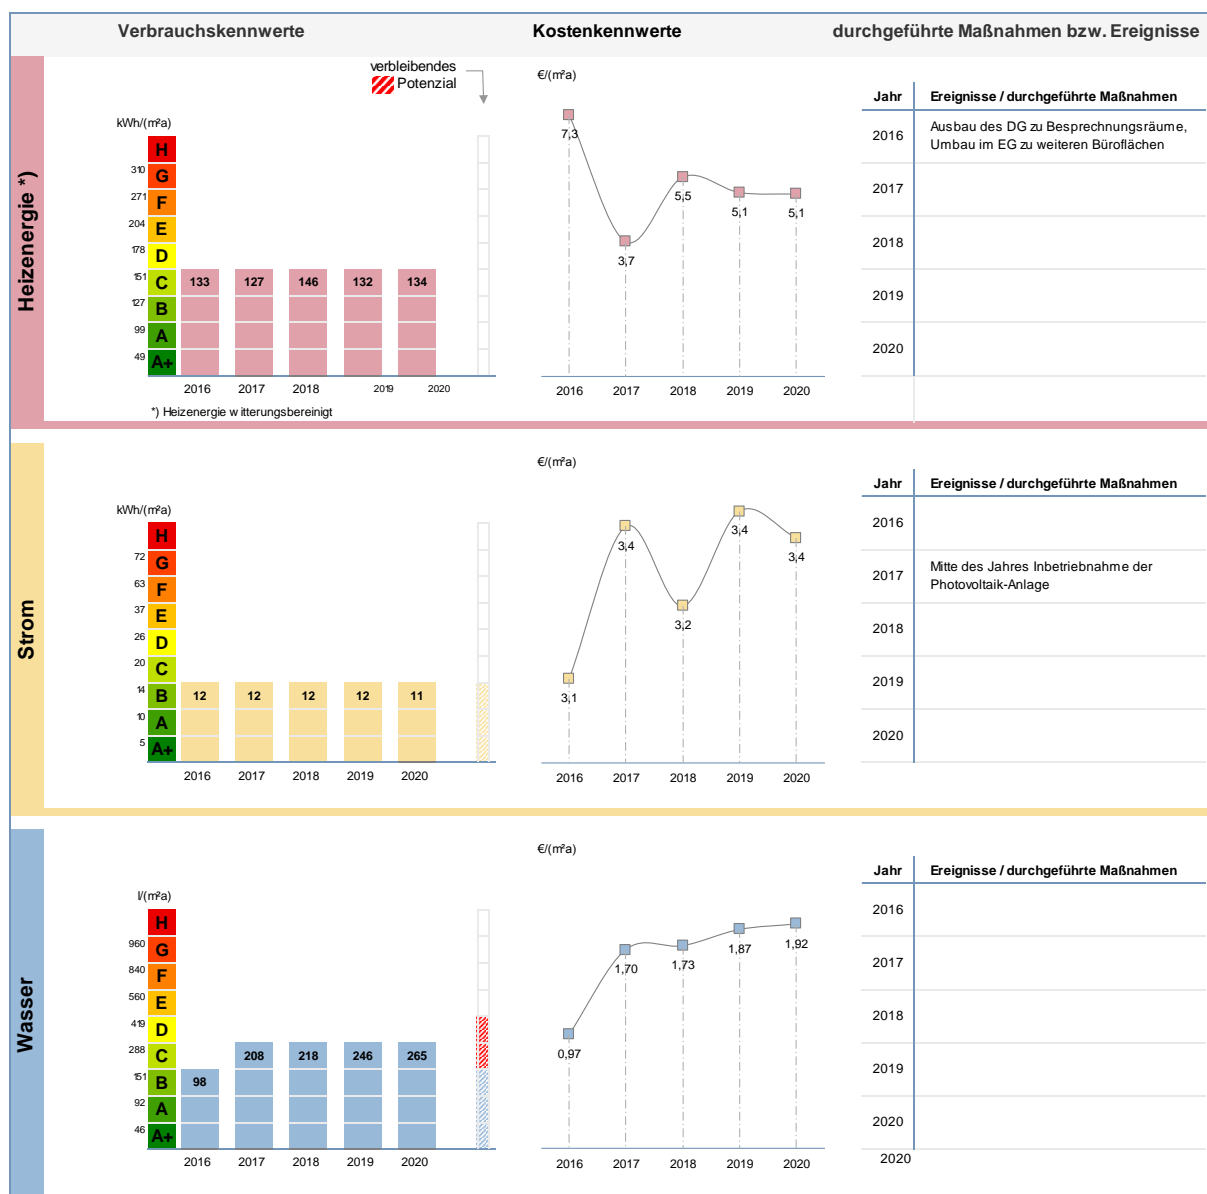 Verbrauchskennwerte
Kostenkennwerte
durchgeführte Maßnahmen bzw. Ereignisse
Heizenergie *)
verbleibendes
Potenzial
kWh/(m²a)
H
310
G
271
F
204
E
178
D
151
C
127
B
99
A
49
A+
133
127
146
132
134
2016
2017
2018
2019
2020
*) Heizenergie w itterungsbereinigt
€/(m²a)
7,3
3,7
5,5
5,1
5,1
2016
2017
2018
2019
2020
Jahr
Ereignisse / durchgeführte Maßnahmen
2016
Ausbau des DG zu Besprechnungsräume,
Umbau im EG zu weiteren Büroflächen
2017
2018
2019
2020
Strom
kWh/(m²a)
H
72
G
63
F
37
E
26
D
20
C
14
B
10
A
5
A+
12
12
12
12
11
2016
2017
2018
2019
2020
€/(m²a)
3,1
3,4
3,2
3,4
3,4
2016
2017
2018
2019
2020
Jahr
Ereignisse / durchgeführte Maßnahmen
2016
2017
Mitte des Jahres Inbetriebnahme der
Photovoltaik-Anlage
2018
2019
2020
Wasser
l/(m²a)
H
960
G
840
F
560
E
419
D
288
C
151
B
92
A
46
A+
98
208
218
246
265
2016
2017
2018
2019
2020
€/(m²a)
0,97
1,70
1,73
1,87
1,92
2016
2017
2018
2019
2020
Jahr
Ereignisse / durchgeführte Maßnahmen
2016
2017
2018
2019
2020
2020